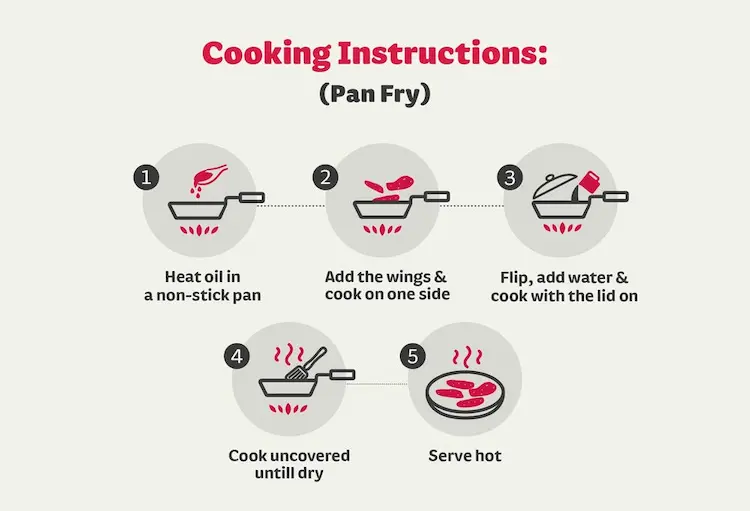 Cooking Instructions:
(Pan Fry)
1
Heat oil in
a non-stick pan
2
Add the wings &
cook on one side
3
Flip, add water &
cook with the lid on
4
Cook uncovered
untill dry
5
Serve hot